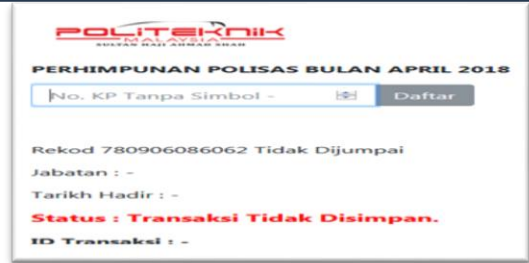 POLITEKNIK
MALAYSIA
SULTAN HAJI AHMAD SHAH
PERHIMPUNAN POLISAS BULAN APRIL 2018
No. KP Tanpa Simbol -
Daftar
Rekod 780906086062 Tidak Dijumpai
Jabatan : -
Tarikh Hadir : -
Status : Transaksi Tidak Disimpan.
ID Transaksi : -